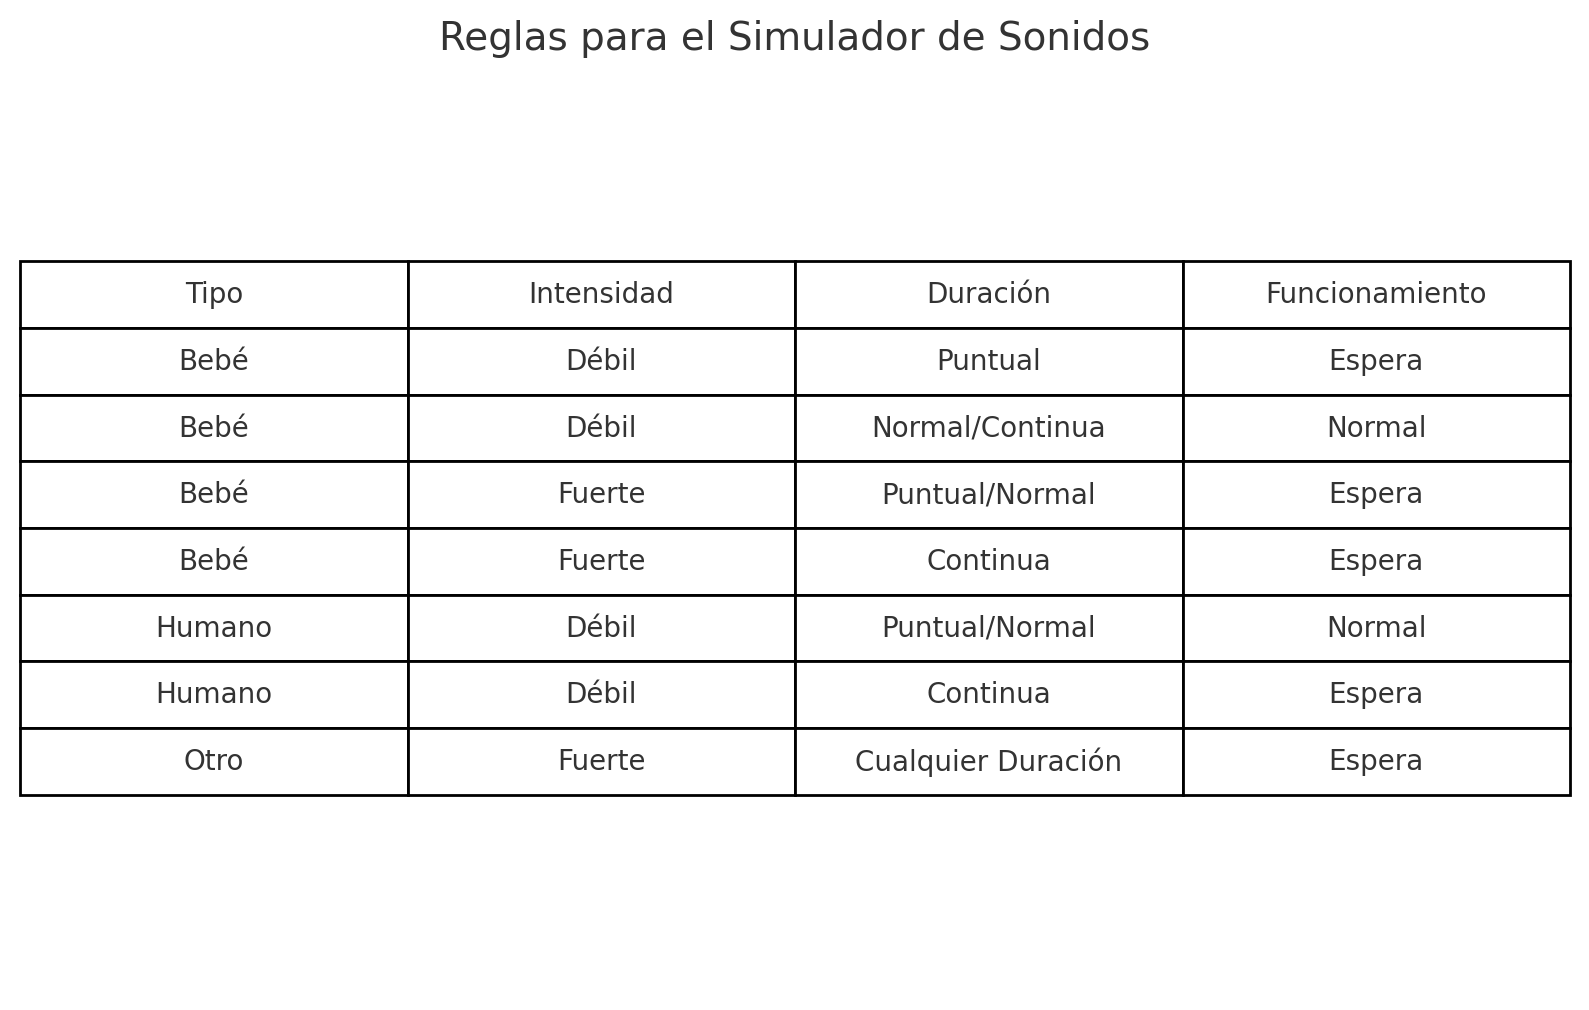 Reglas para el Simulador de Sonidos
Tipo Intensidad Duración Funcionamiento
Bebé Débil Puntual Espera
Bebé Débil Normal/Continua Normal
Bebé Fuerte Puntual/Normal Espera
Bebé Fuerte Continua Espera
Humano Débil Puntual/Normal Normal
Humano Débil Continua Espera
Otro Fuerte Cualquier Duración Espera